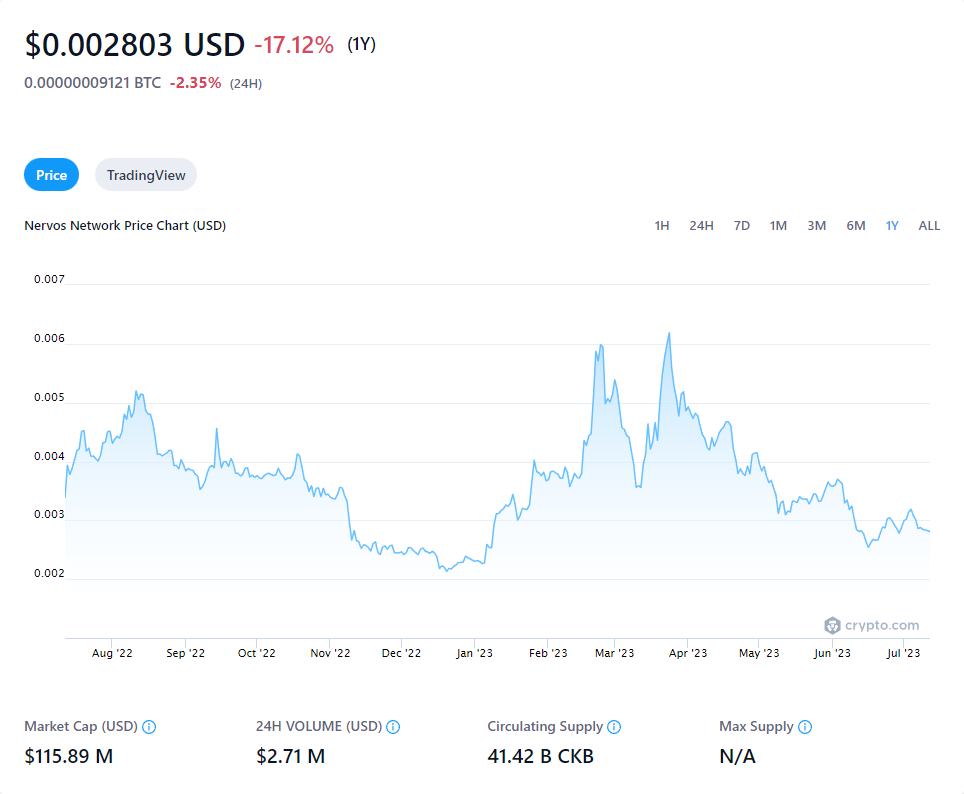 $0.002803 USD -17.12% (1Y)
0.00000009121 BTC -2.35% (24H)
Price TradingView
Nervos Network Price Chart (USD) 1H 24H 7D 1M 3M 6M 1Y ALL
0.007
0.006
0.005
0.004
0.003
0.002
crypto.com
Aug '22 Sep '22 Oct '22 Nov '22 Dec '22 Jan '23 Feb '23 Mar '23 Apr '23 May '23 Jun '23 Jul '23
Market Cap (USD) 24H VOLUME (USD) Circulating Supply Max Supply
$115.89 M $2.71 M 41.42 B CKB N/A